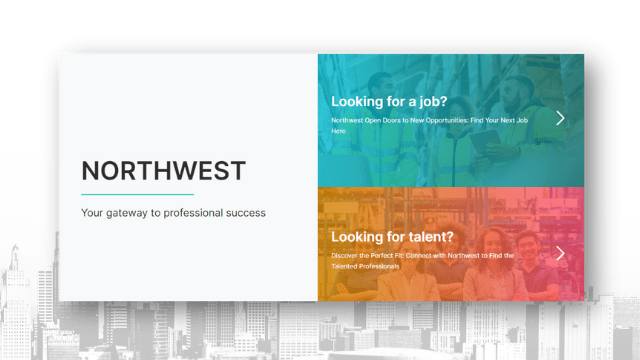 NORTHWEST
Your gateway to professional success
Looking for a job?
Northwest Open Doors to New Opportunities: Find Your Next Job
Here
Looking for talent?
Discover the Perfect Fit: Connect with Northwest to Find the
Talented Professionals